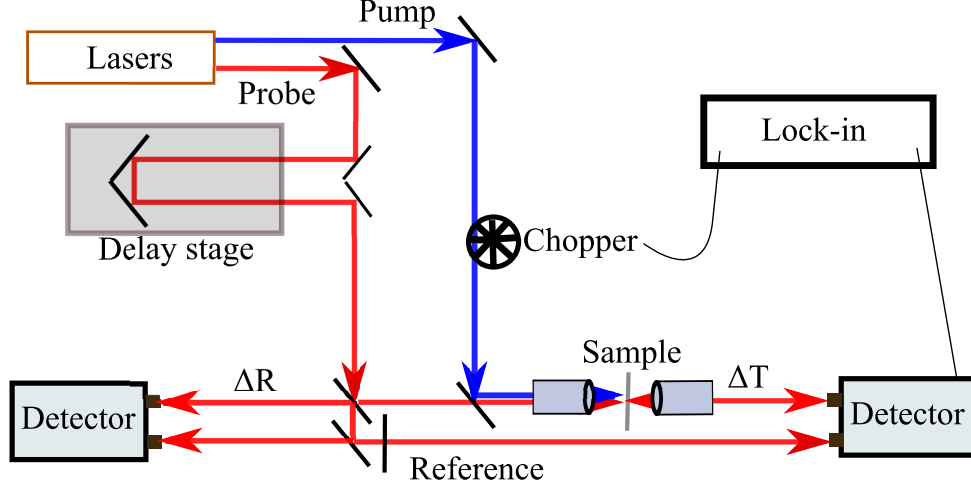 Pump
Lasers
Probe
Lock-in
Delay stage
Chopper
Sample
ΔR
ΔT
Detector
Detector
Reference